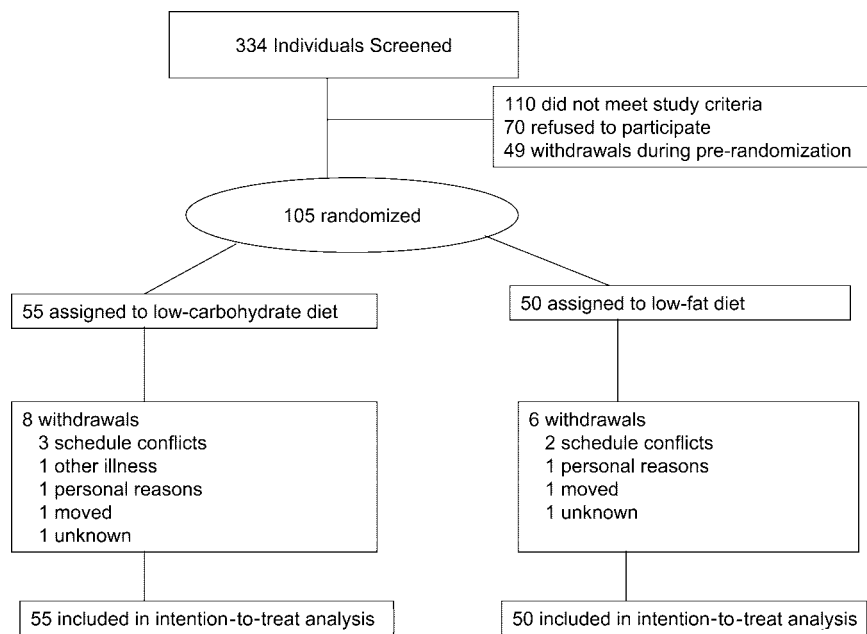 334 Individuals Screened
110 did not meet study criteria
70 refused to participate
49 withdrawals during pre-randomization
105 randomized
55 assigned to low-carbohydrate diet
50 assigned to low-fat diet
8 withdrawals
3 schedule conflicts
1 other illness
1 personal reasons
1 moved
1 unknown
6 withdrawals
2 schedule conflicts
1 personal reasons
1 moved
1 unknown
55 included in intention-to-treat analysis
50 included in intention-to-treat analysis